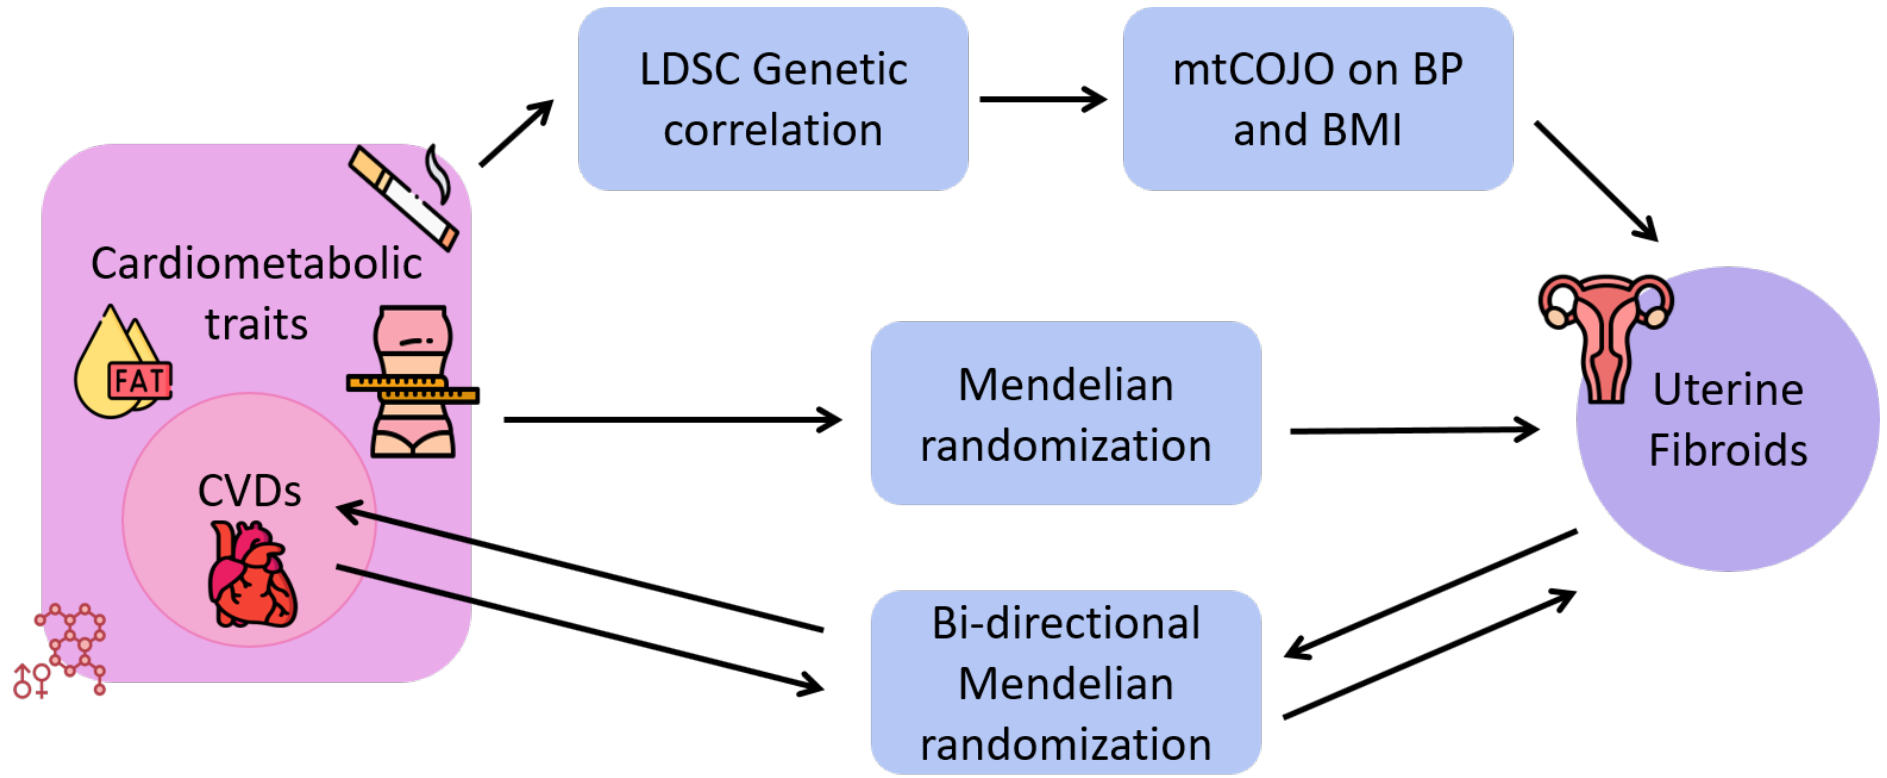 LDSC Genetic
correlation
mtCOJO on BP
and BMI
Cardiometabolic
traits
FAT
CVDs
Mendelian
randomization
Uterine
Fibroids
Bi-directional
Mendelian
randomization